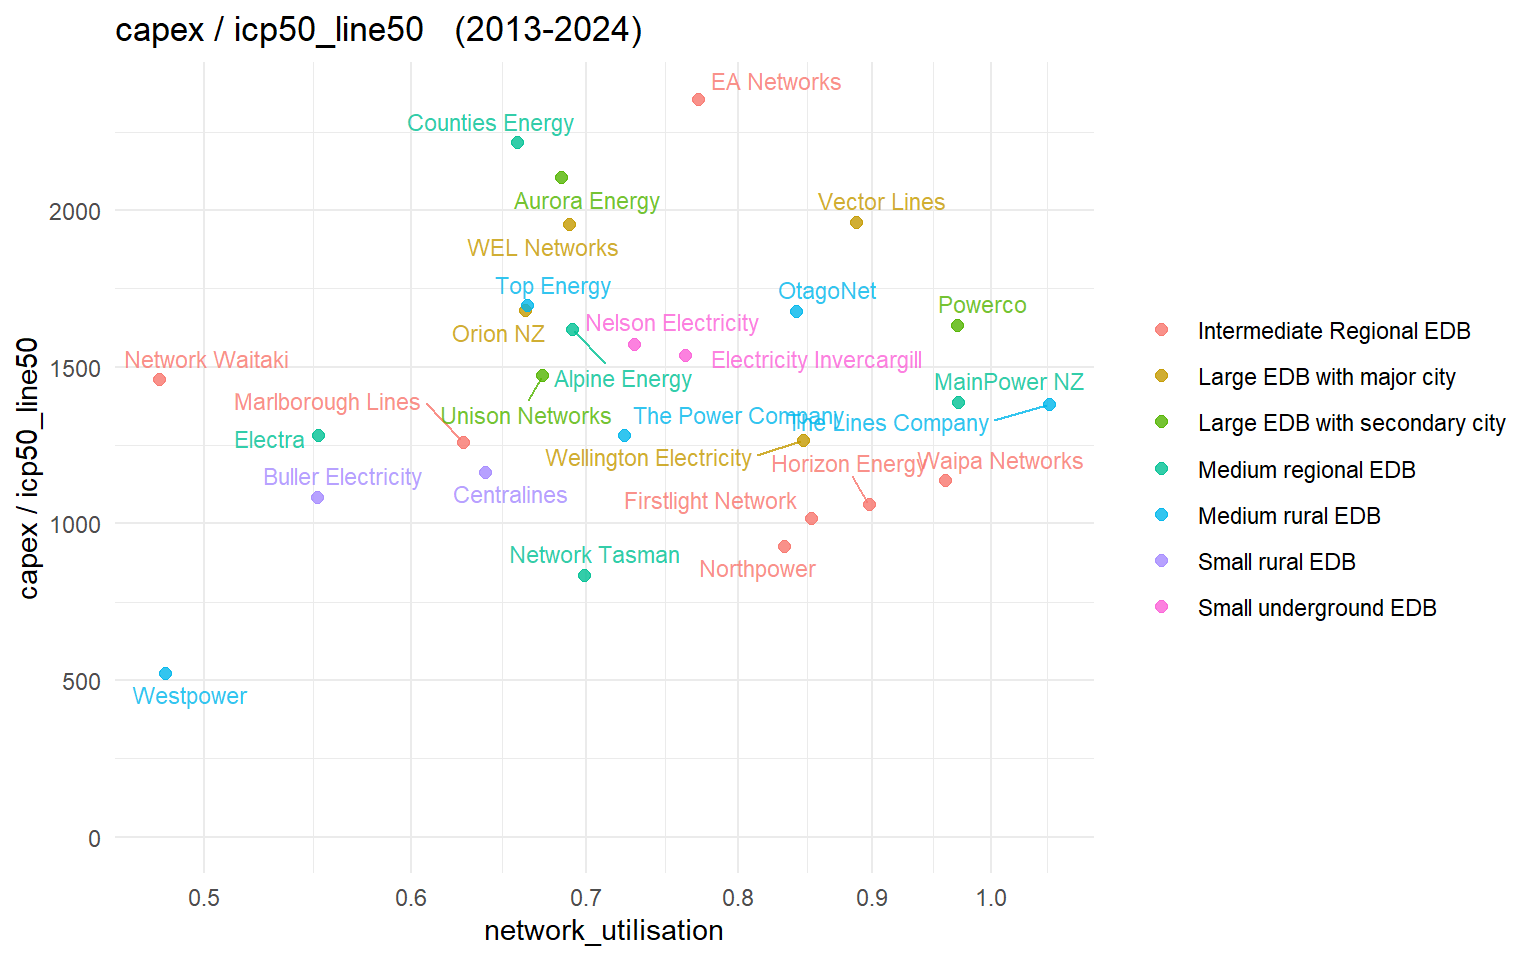 capex / icp50_line50 (2013-2024)
EA Networks
Counties Energy
Aurora Energy
Vector Lines
WEL Networks
Top Energy
OtagoNet
Powerco
Nelson Electricity
Orion NZ
Network Waitaki
Electricity Invercargill
Alpine Energy
MainPower NZ
Marlborough Lines
Unison Networks
The Power Company
The Lines Company
Electra
Wellington Electricity
Horizon Energy
Waipa Networks
Buller Electricity
Centralines
Firstlight Network
Network Tasman
Northpower
Westpower
2000
1500
1000
500
0
capex / icp50_line50
0.5
0.6
0.7
0.8
0.9
1.0
network_utilisation
Intermediate Regional EDB
Large EDB with major city
Large EDB with secondary city
Medium regional EDB
Medium rural EDB
Small rural EDB
Small underground EDB